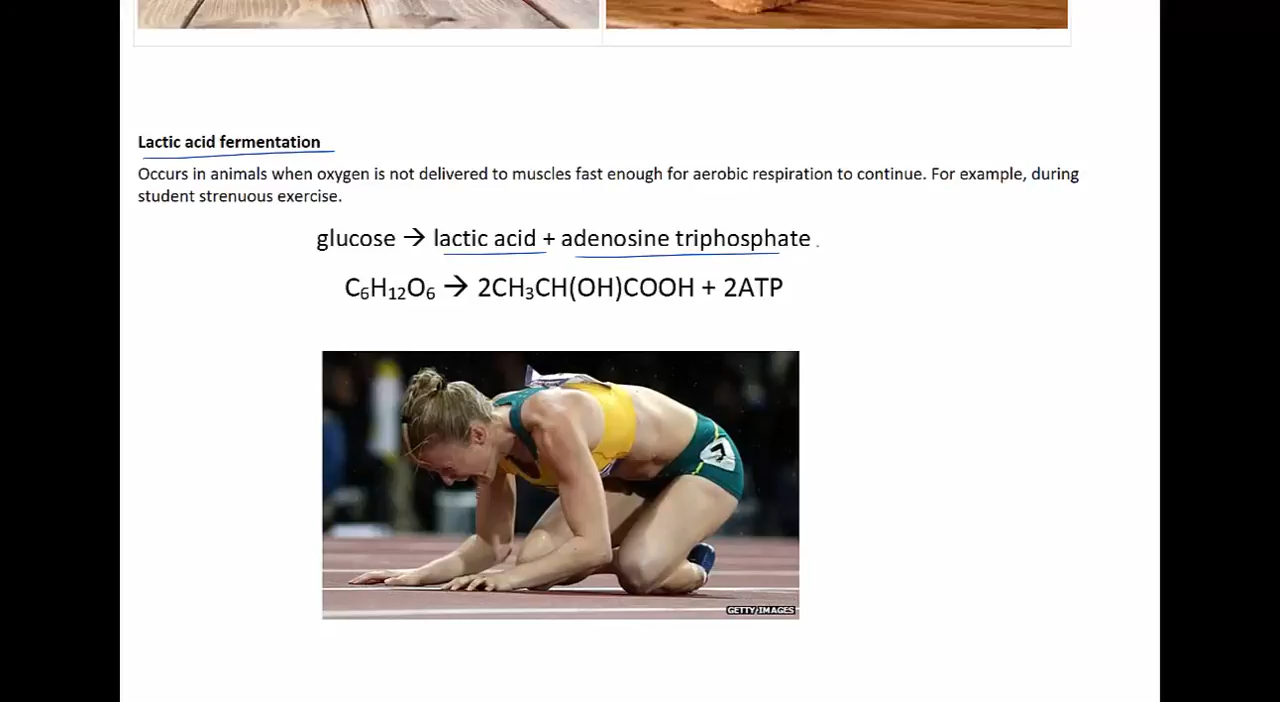 Lactic acid fermentation
Occurs in animals when oxygen is not delivered to muscles fast enough for aerobic respiration to continue. For example, during
student strenuous exercise.
glucose → lactic acid + adenosine triphosphate .
C₆H₁₂O₆ → 2CH₃CH(OH)COOH + 2ATP
7
GETTY IMAGES